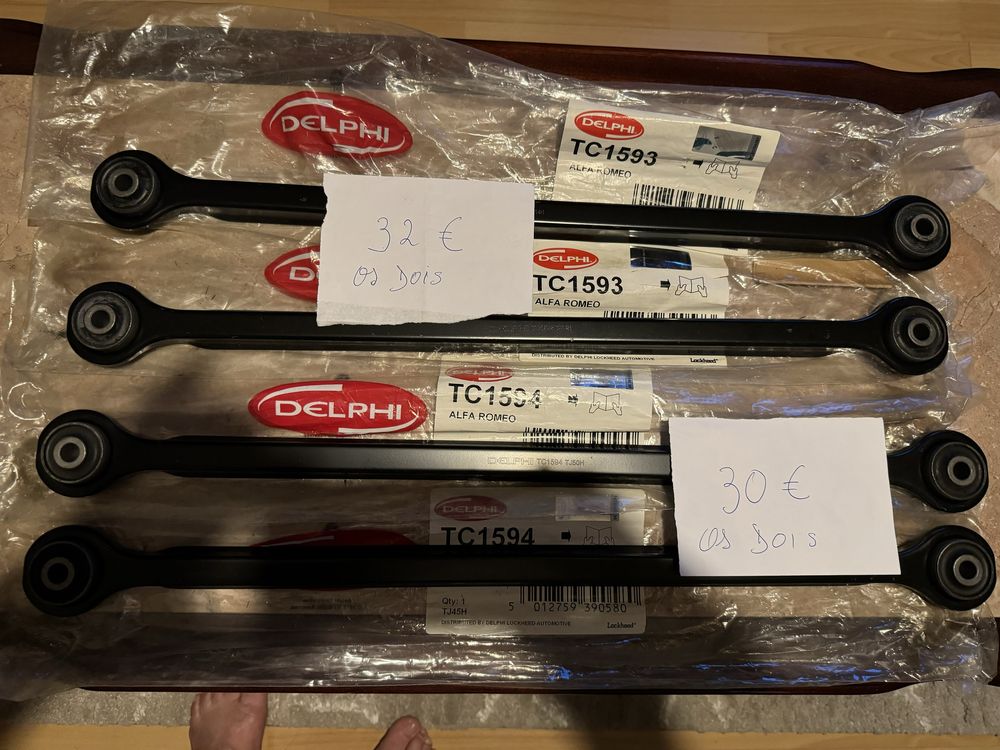 DELPHI
DELPHI
TC1593
ALFA ROMEO
32 €
os Dois
DELPHI
TC1593
ALFA ROMEO
DISTRIBUTED BY DELPHI LOCKHEED AUTOMOTIVE
Lockheed
DELPHI
DELPHI
TC1594
ALFA ROMEO
DELPHI TC1594 TJ50H
30 €
os Dois
DELPHI
TC1594
Qty: 1
TJ45H
5 012759 390580
DISTRIBUTED BY DELPHI LOCKHEED AUTOMOTIVE
Lockheed